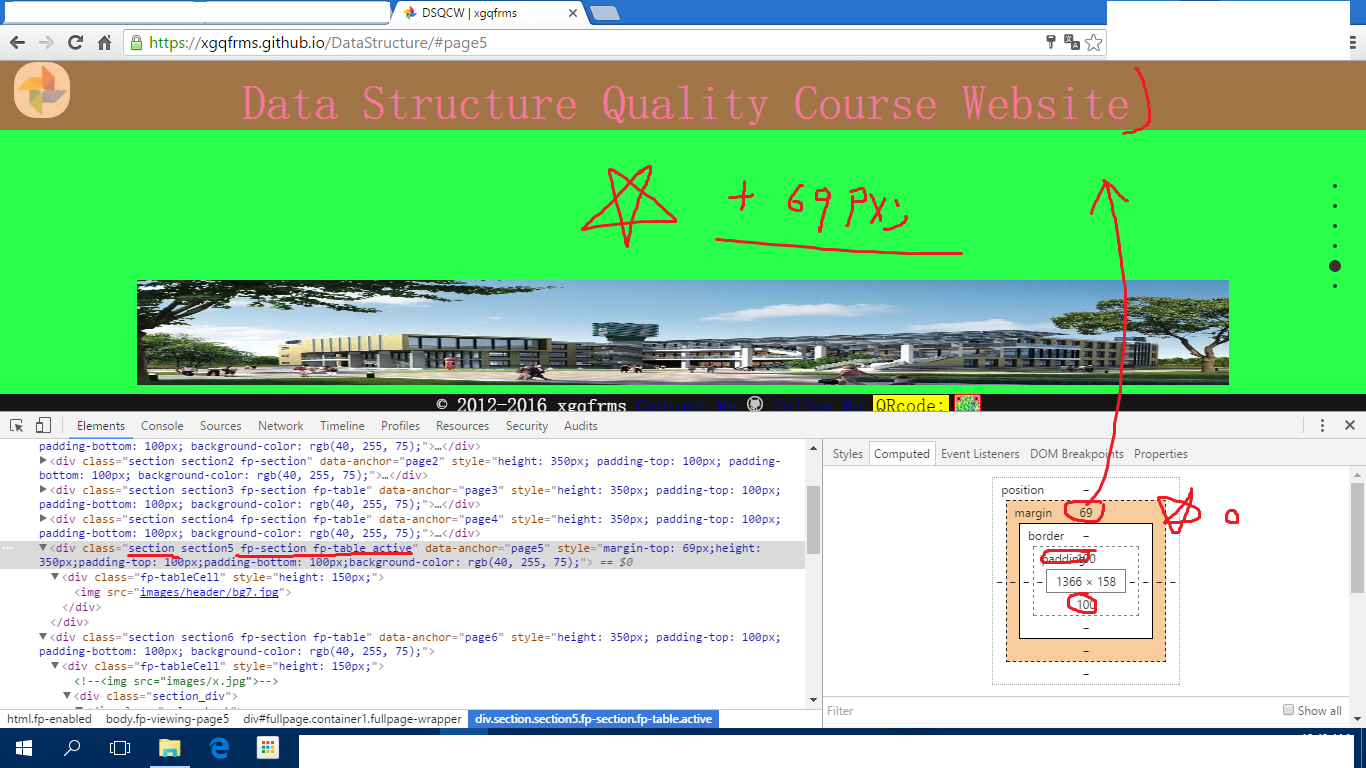 DSQCW | xgqfrms
https://xgqfrms.github.io/DataStructure/#page5
Data Structure Quality Course Website
+ 69px;
© 2012-2016 xgqfrms Contact Me Follow Me QRcode:
Elements Console Sources Network Timeline Profiles Resources Security Audits
padding-bottom: 100px; background-color: rgb(40, 255, 75);">…</div>
<div class="section section2 fp-section" data-anchor="page2" style="height: 350px; padding-top: 100px; padding-
bottom: 100px; background-color: rgb(40, 255, 75);">…</div>
<div class="section section3 fp-section fp-table" data-anchor="page3" style="height: 350px; padding-top: 100px;
padding-bottom: 100px; background-color: rgb(40, 255, 75);">…</div>
<div class="section section4 fp-section fp-table" data-anchor="page4" style="height: 350px; padding-top: 100px;
padding-bottom: 100px; background-color: rgb(40, 255, 75);">…</div>
<div class="section section5 fp-section fp-table active" data-anchor="page5" style="margin-top: 69px;height:
350px;padding-top: 100px;padding-bottom: 100px;background-color: rgb(40, 255, 75);"> == $0
<div class="fp-tableCell" style="height: 150px;">
<img src="images/header/bg7.jpg">
</div>
</div>
<div class="section section6 fp-section fp-table" data-anchor="page6" style="height: 350px; padding-top: 100px;
padding-bottom: 100px; background-color: rgb(40, 255, 75);">
<div class="fp-tableCell" style="height: 150px;">
<!--<img src="images/x.jpg">-->
<div class="section_div">
html.fp-enabled body.fp-viewing-page5 div#fullpage.container1.fullpage-wrapper div.section.section5.fp-section.fp-table.active
Styles Computed Event Listeners DOM Breakpoints Properties
position –
margin 69
border –
padding 100
– – – 1366 × 158 – – –
100
–
–
–
Filter Show all